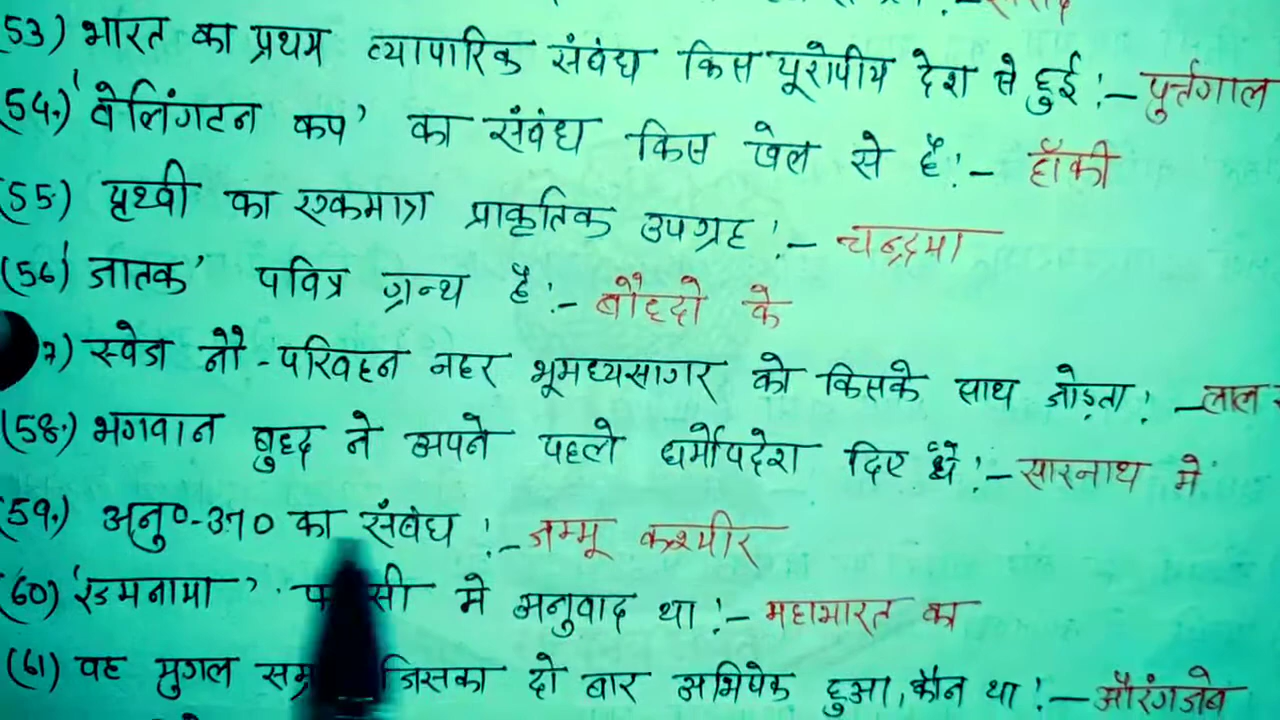 53) भारत का प्रथम व्यापारिक संबंध किस यूरोपीय देश से हुई :- पुर्तगाल
(54.) 'वेलिंगटन कप' का संबंध किस खेल से है :- हॉकी
(55.) पृथ्वी का एकमात्र प्राकृतिक उपग्रह :- चन्द्रमा
(56) 'जातक' पवित्र ग्रन्थ है :- बौद्दो के
7) स्वेज नौ-परिवहन नहर भूमध्यसागर को किसके साथ जोड़ता :- लाल
(58.) भगवान बुद्द ने अपने पहले धर्मोपदेश दिए थे :- सारनाथ में
(59.) अनु०-370 का संबंध :- जम्मू कश्मीर
(60) 'रज्मनामा' में अनुवाद था :- महाभारत का
(61) वह मुगल जिसका दो बार अभिषेक हुआ, कौन था :- औरंगजेब